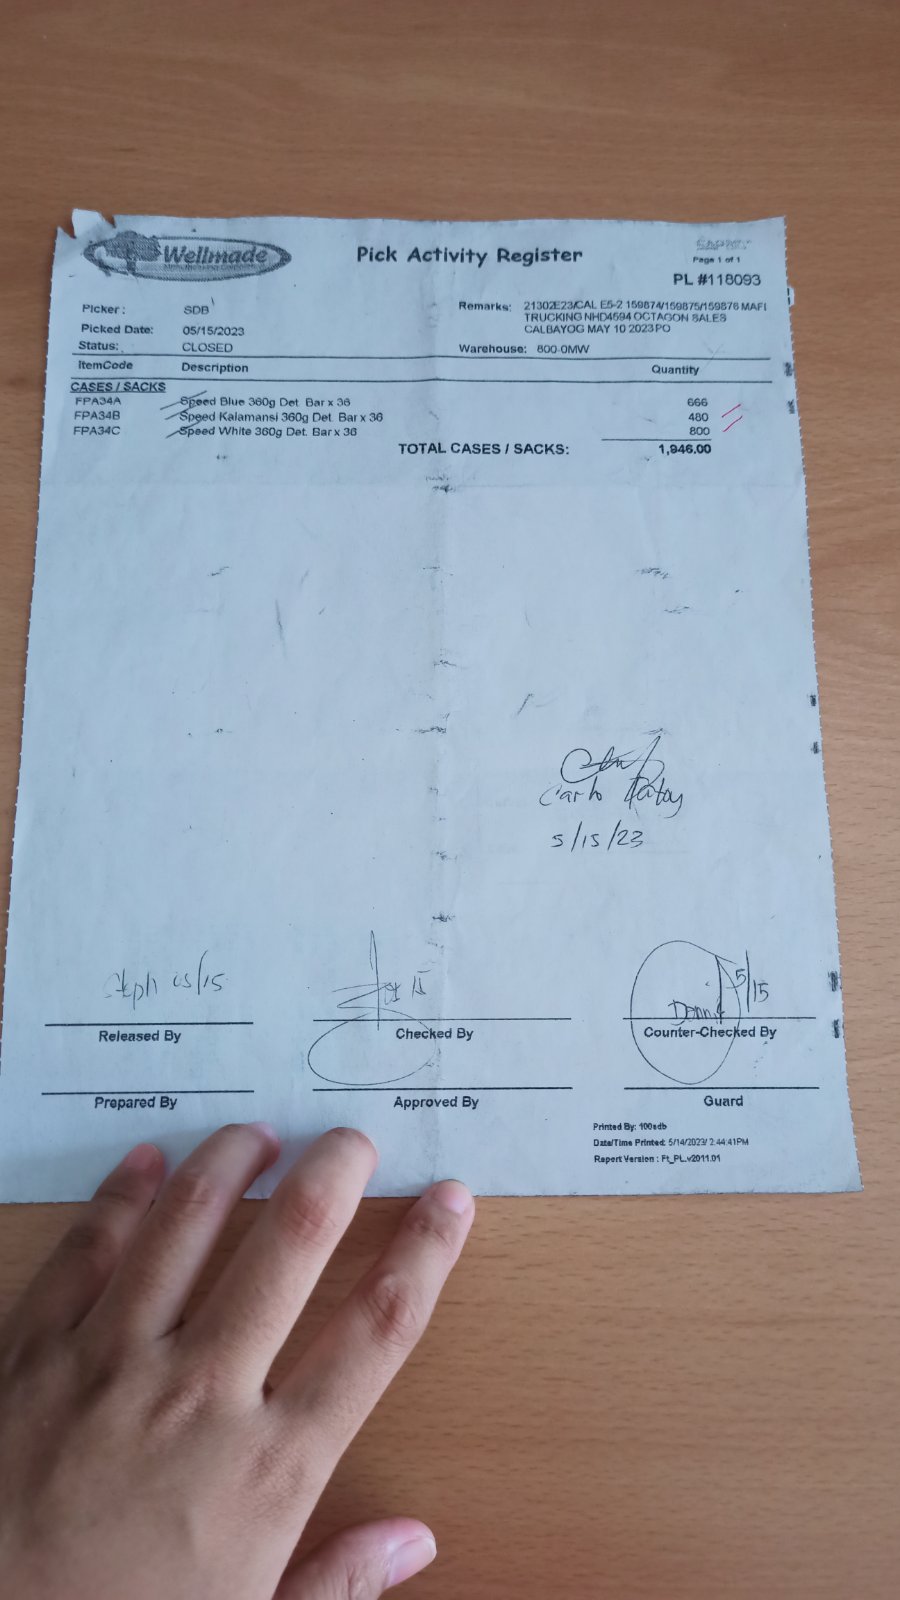 Wellmade
Pick Activity Register
Page 1 of 1
PL #118093
Picker : SDB
Remarks: 21302E23/CAL E5-2 159874/159875/159876 MAFI
TRUCKING NHD4594 OCTAGON SALES
CALBAYOG MAY 10 2023 PO
Picked Date: 05/15/2023
Status: CLOSED
Warehouse: 800-0MW
ItemCode Description Quantity
CASES / SACKS
FPA34A Speed Blue 360g Det. Bar x 36 666
FPA34B Speed Kalamansi 360g Det. Bar x 36 480
FPA34C Speed White 360g Det. Bar x 36 800
TOTAL CASES / SACKS: 1,946.00
Carlo
5/15/23
Steph 05/15
5/15
Released By Checked By Counter-Checked By
Prepared By Approved By Guard
Printed By: 100sdb
Date/Time Printed: 5/14/2023/ 2:44:41PM
Report Version : Ft_PL.v2011.01